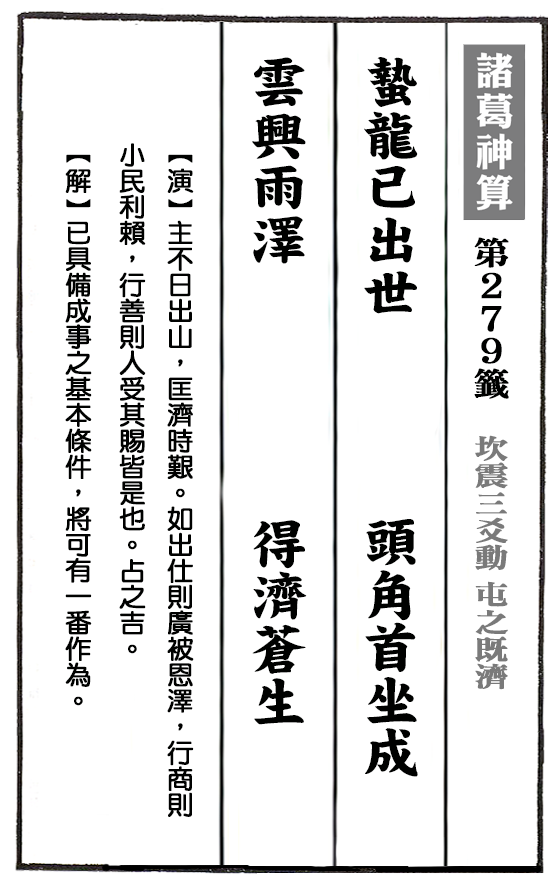 諸葛神算 第279籤 坎震三爻動 屯之既濟
蟄龍已出世 頭角首坐成
雲興雨澤 得濟蒼生
【演】主不日出山，匡濟時艱。如出仕則廣被恩澤，行商則
小民利賴，行善則人受其賜皆是也。占之吉。
【解】已具備成事之基本條件，將可有一番作為。